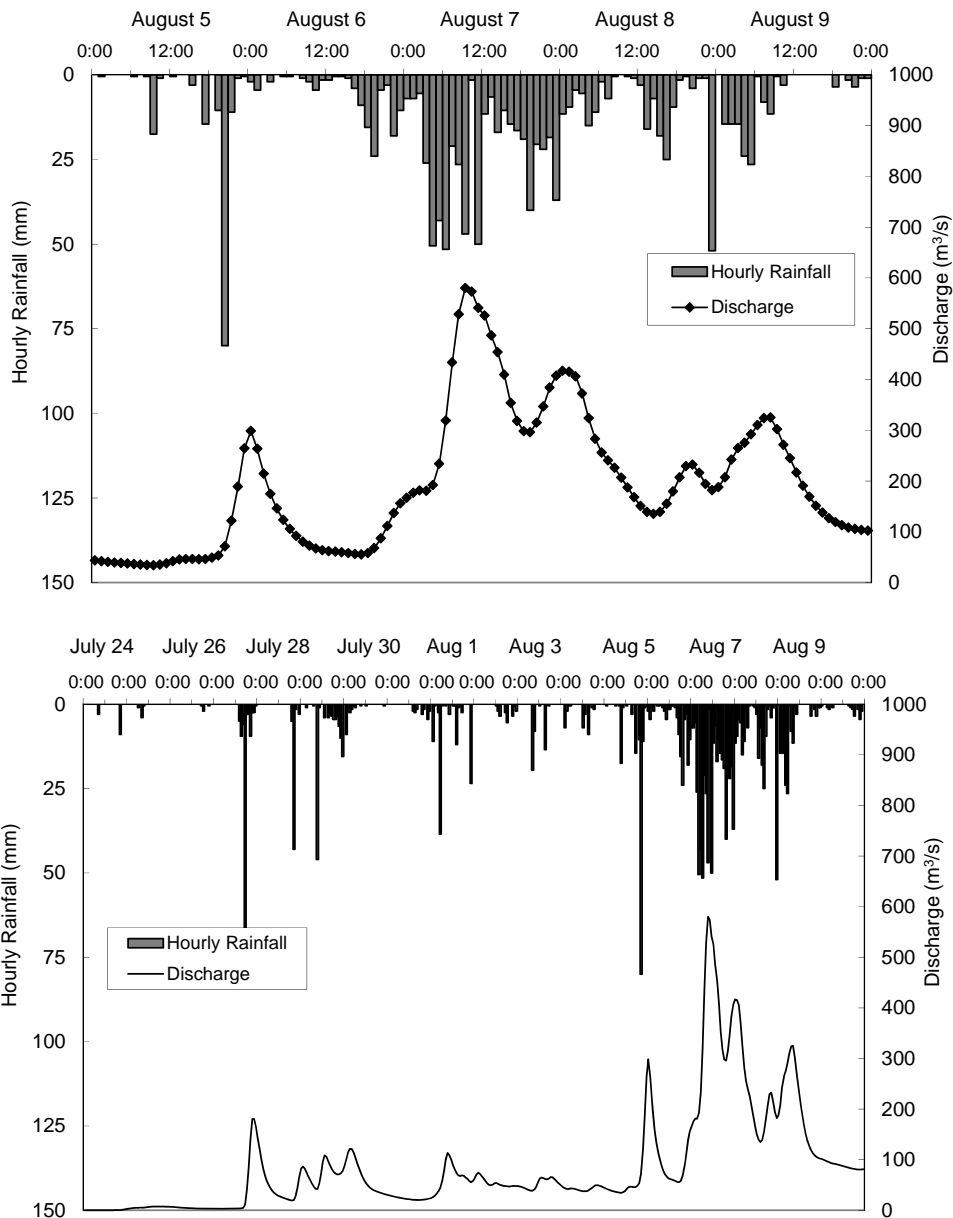 August 5 August 6 August 7 August 8 August 9
0:00 12:00 0:00 12:00 0:00 12:00 0:00 12:00 0:00 12:00 0:00
0 1000
900
25 800
700
50
600
75 500
400
100
300
125 200
100
150 0
Hourly Rainfall (mm)
Discharge (m³/s)
Hourly Rainfall
Discharge
July 24 July 26 July 28 July 30 Aug 1 Aug 3 Aug 5 Aug 7 Aug 9
0:00 0:00 0:00 0:00 0:00 0:00 0:00 0:00 0:00 0:00 0:00 0:00 0:00 0:00 0:00 0:00 0:00 0:00 0:00
0 1000
900
25 800
700
50
600
75 500
400
100
300
125 200
100
150 0
Hourly Rainfall (mm)
Discharge (m³/s)
Hourly Rainfall
Discharge